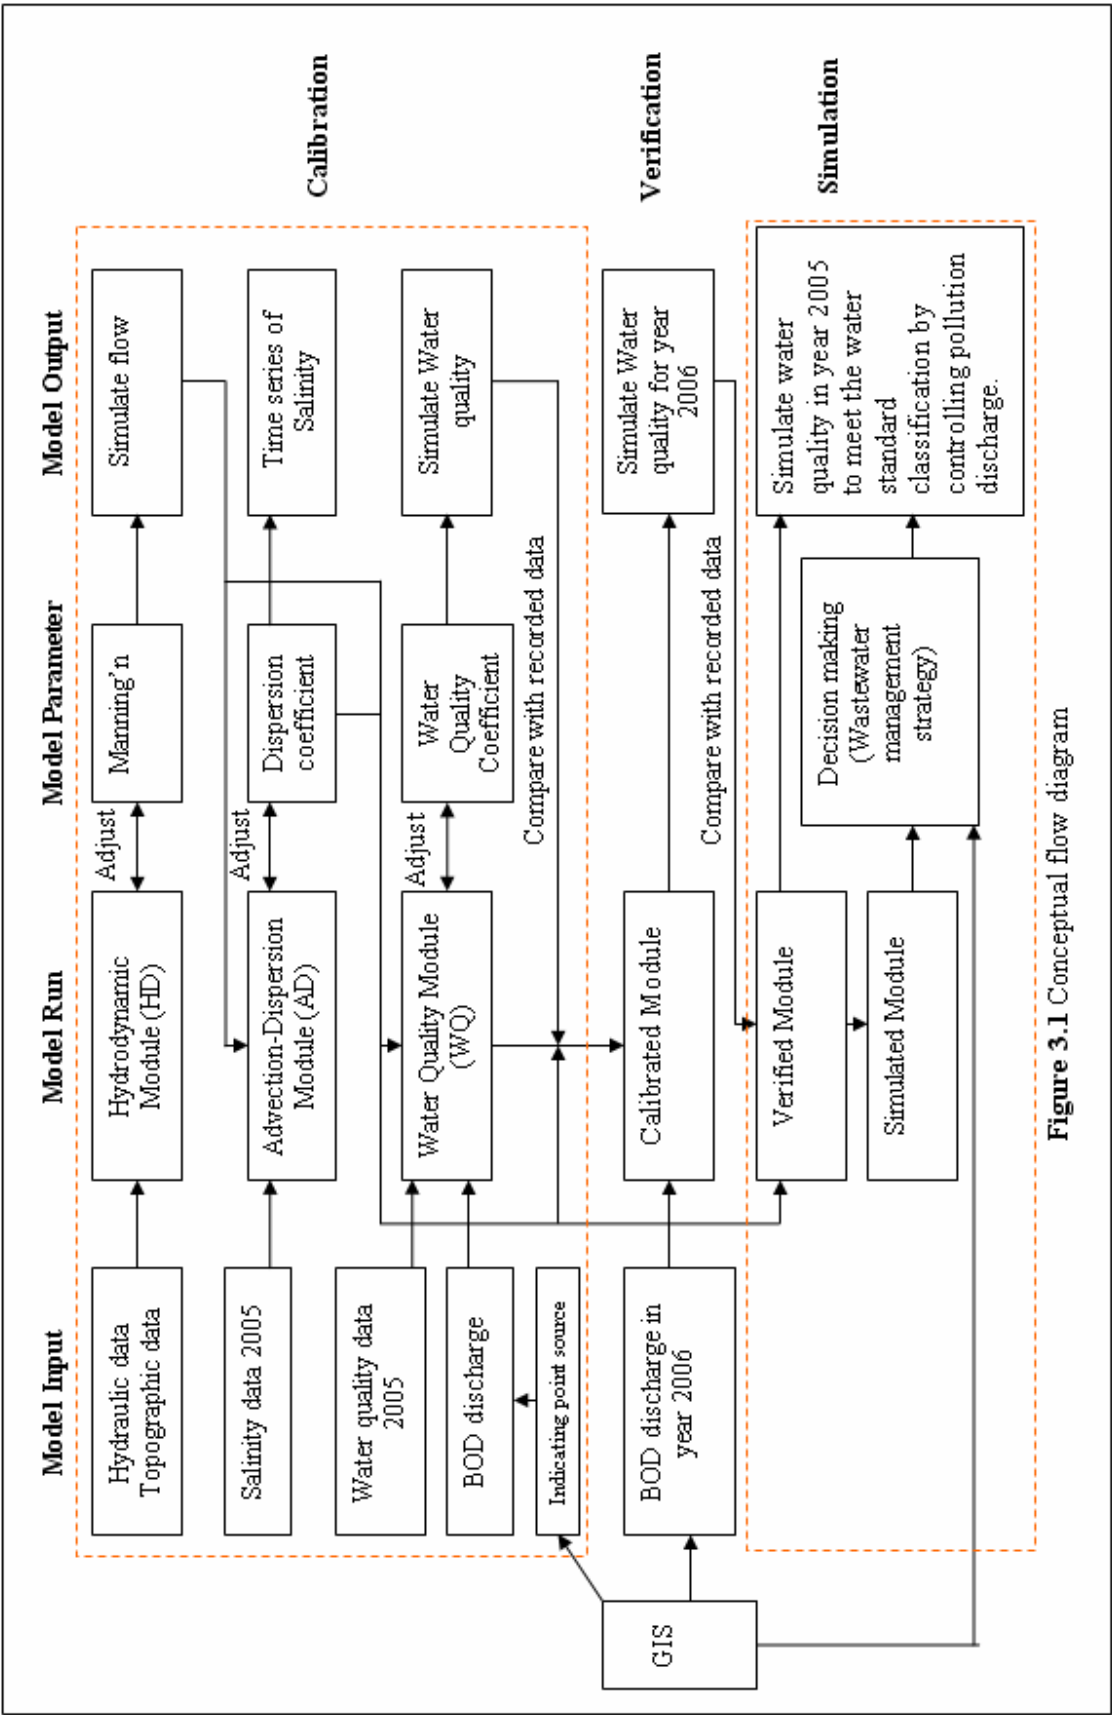 Model Input
Model Run
Model Parameter
Model Output
Hydraulic data
Topographic data
Hydrodynamic
Module (HD)
Adjust
Manning'n
Simulate flow
Calibration
Salinity data 2005
Advection-Dispersion
Module (AD)
Adjust
Dispersion
coefficient
Time series of
Salinity
Water quality data
2005
BOD discharge
Indicating point source
Water Quality Module
(WQ)
Adjust
Water
Quality
Coefficient
Simulate Water
quality
Compare with recorded data
GIS
BOD discharge in
year 2006
Calibrated Module
Simulate Water
quality for year
2006
Verification
Compare with recorded data
Verified Module
Simulated Module
Decision making
(Wastewater
management
strategy)
Simulate water
quality in year 2005
to meet the water
standard
classification by
controlling pollution
discharge.
Simulation
Figure 3.1 Conceptual flow diagram